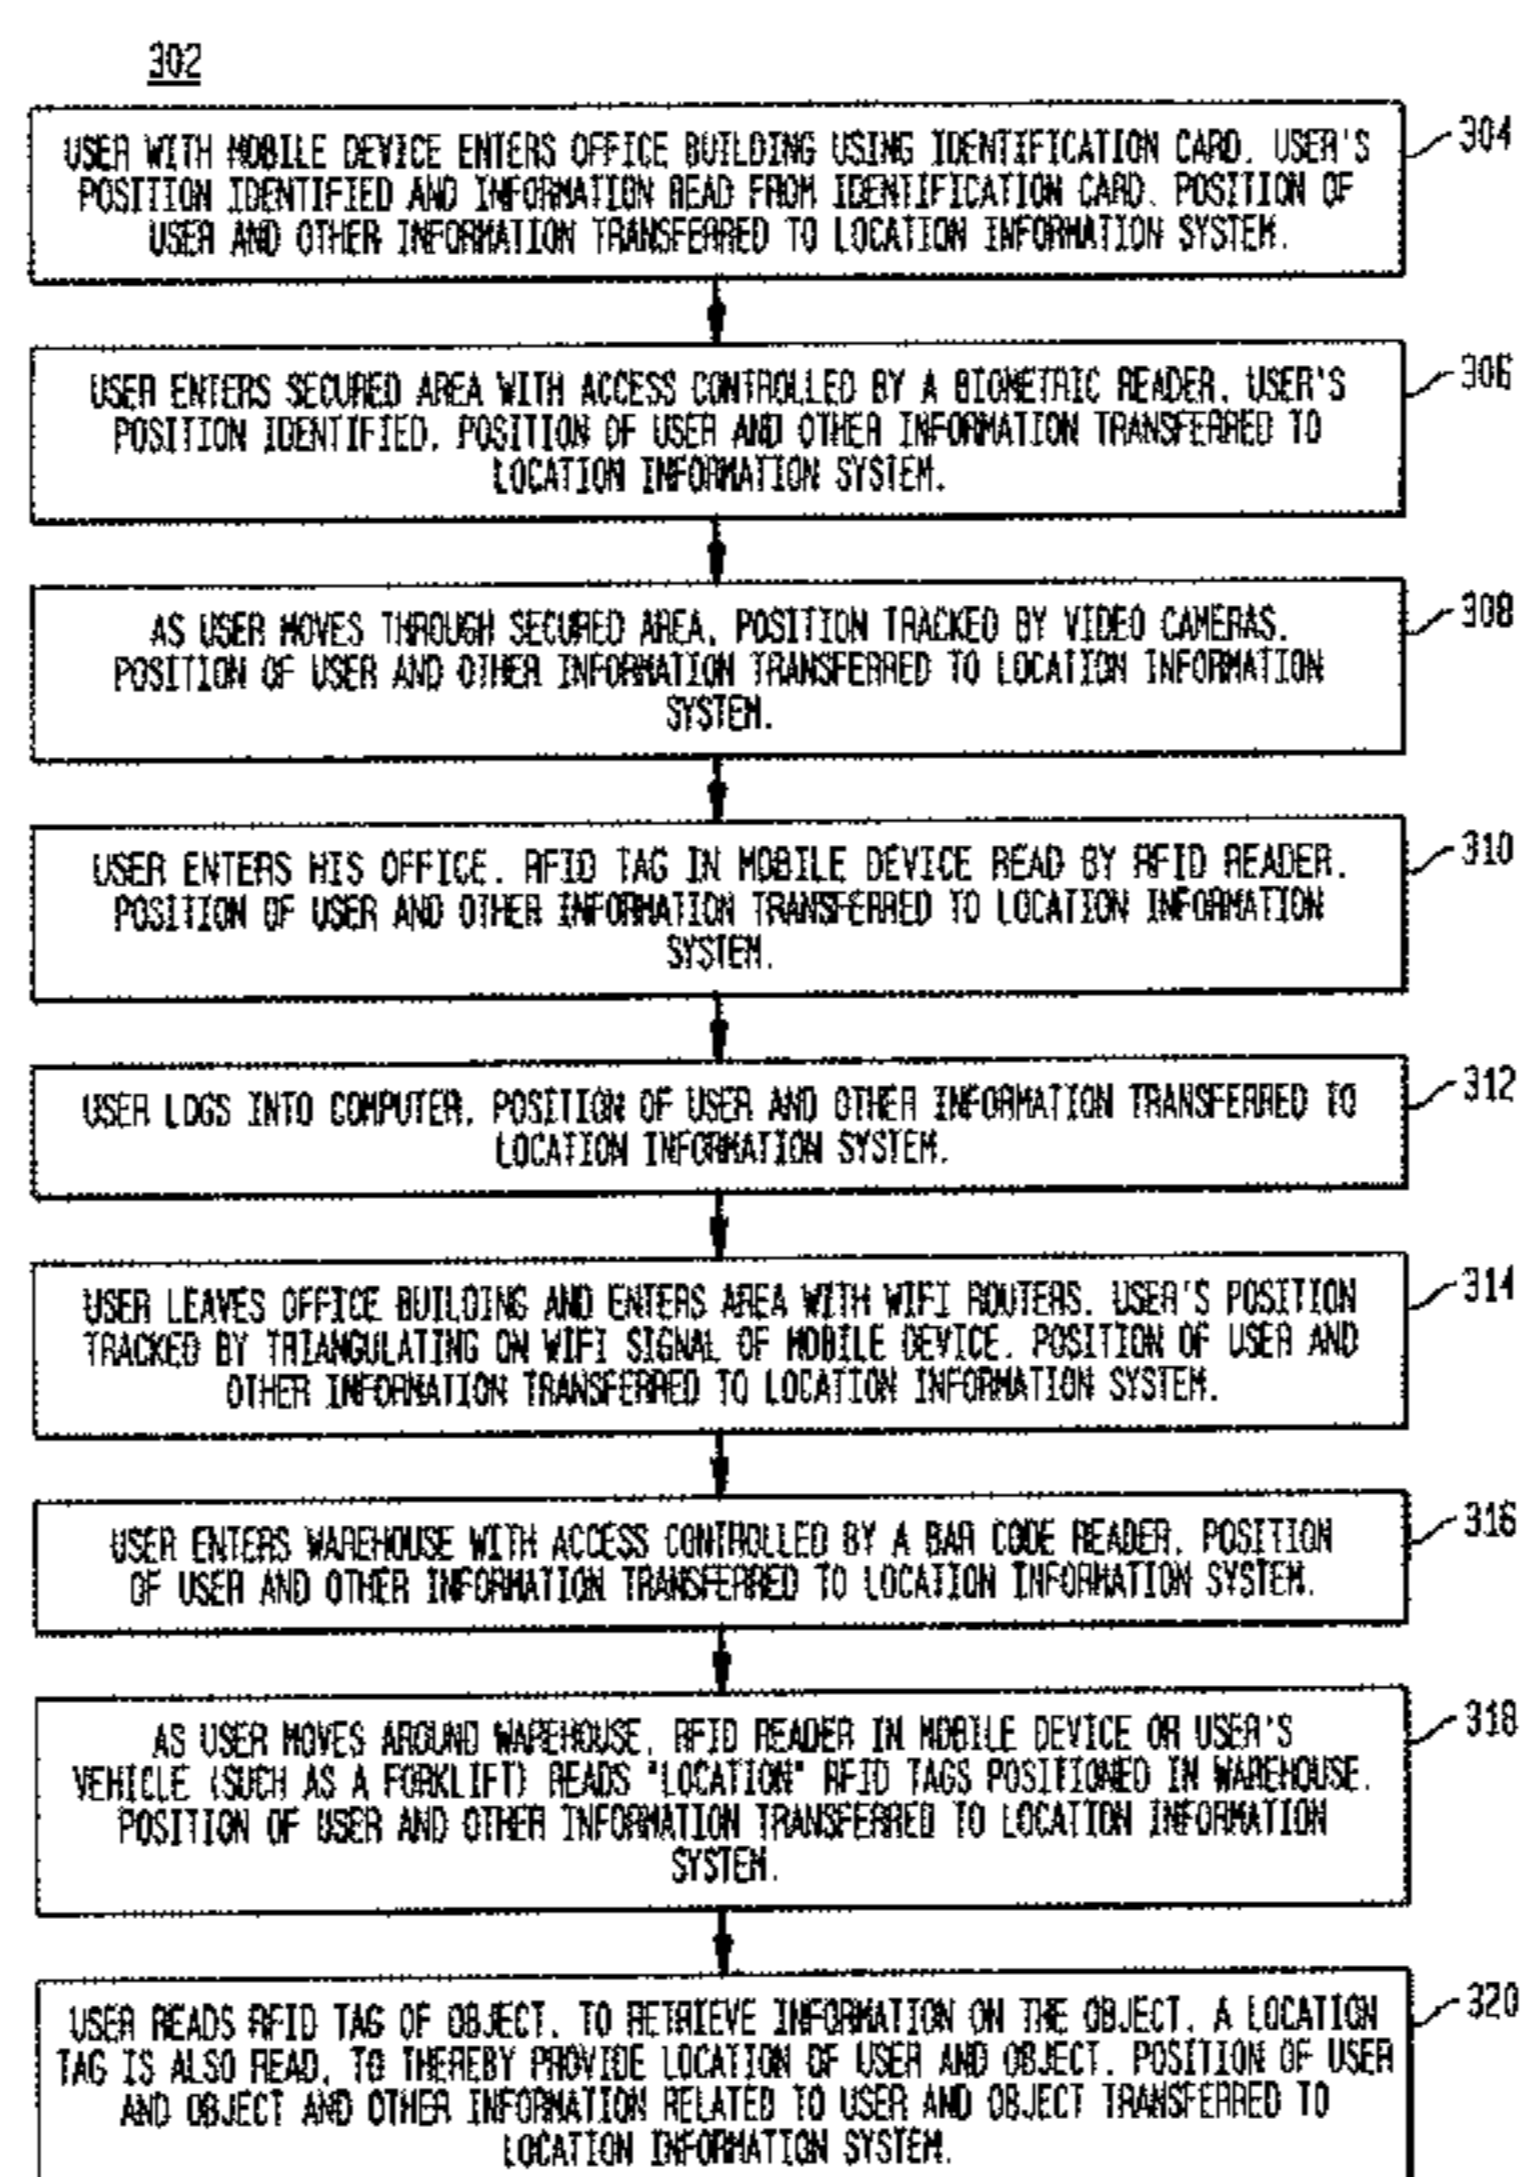 302
USER WITH MOBILE DEVICE ENTERS OFFICE BUILDING USING IDENTIFICATION CARD. USER'S
POSITION IDENTIFIED AND INFORMATION READ FROM IDENTIFICATION CARD. POSITION OF
USER AND OTHER INFORMATION TRANSFERRED TO LOCATION INFORMATION SYSTEM.
304
USER ENTERS SECURED AREA WITH ACCESS CONTROLLED BY A BIOMETRIC READER. USER'S
POSITION IDENTIFIED. POSITION OF USER AND OTHER INFORMATION TRANSFERRED TO
LOCATION INFORMATION SYSTEM.
306
AS USER MOVES THROUGH SECURED AREA, POSITION TRACKED BY VIDEO CAMERAS.
POSITION OF USER AND OTHER INFORMATION TRANSFERRED TO LOCATION INFORMATION
SYSTEM.
308
USER ENTERS HIS OFFICE. RFID TAG IN MOBILE DEVICE READ BY RFID READER.
POSITION OF USER AND OTHER INFORMATION TRANSFERRED TO LOCATION INFORMATION
SYSTEM.
310
USER LOGS INTO COMPUTER. POSITION OF USER AND OTHER INFORMATION TRANSFERRED TO
LOCATION INFORMATION SYSTEM.
312
USER LEAVES OFFICE BUILDING AND ENTERS AREA WITH WIFI ROUTERS. USER'S POSITION
TRACKED BY TRIANGULATING ON WIFI SIGNAL OF MOBILE DEVICE. POSITION OF USER AND
OTHER INFORMATION TRANSFERRED TO LOCATION INFORMATION SYSTEM.
314
USER ENTERS WAREHOUSE WITH ACCESS CONTROLLED BY A BAR CODE READER. POSITION
OF USER AND OTHER INFORMATION TRANSFERRED TO LOCATION INFORMATION SYSTEM.
316
AS USER MOVES AROUND WAREHOUSE, RFID READER IN MOBILE DEVICE OR USER'S
VEHICLE (SUCH AS A FORKLIFT) READS "LOCATION" RFID TAGS POSITIONED IN WAREHOUSE.
POSITION OF USER AND OTHER INFORMATION TRANSFERRED TO LOCATION INFORMATION
SYSTEM.
318
USER READS RFID TAG OF OBJECT, TO RETRIEVE INFORMATION ON THE OBJECT. A LOCATION
TAG IS ALSO READ, TO THEREBY PROVIDE LOCATION OF USER AND OBJECT. POSITION OF USER
AND OBJECT AND OTHER INFORMATION RELATED TO USER AND OBJECT TRANSFERRED TO
LOCATION INFORMATION SYSTEM.
320